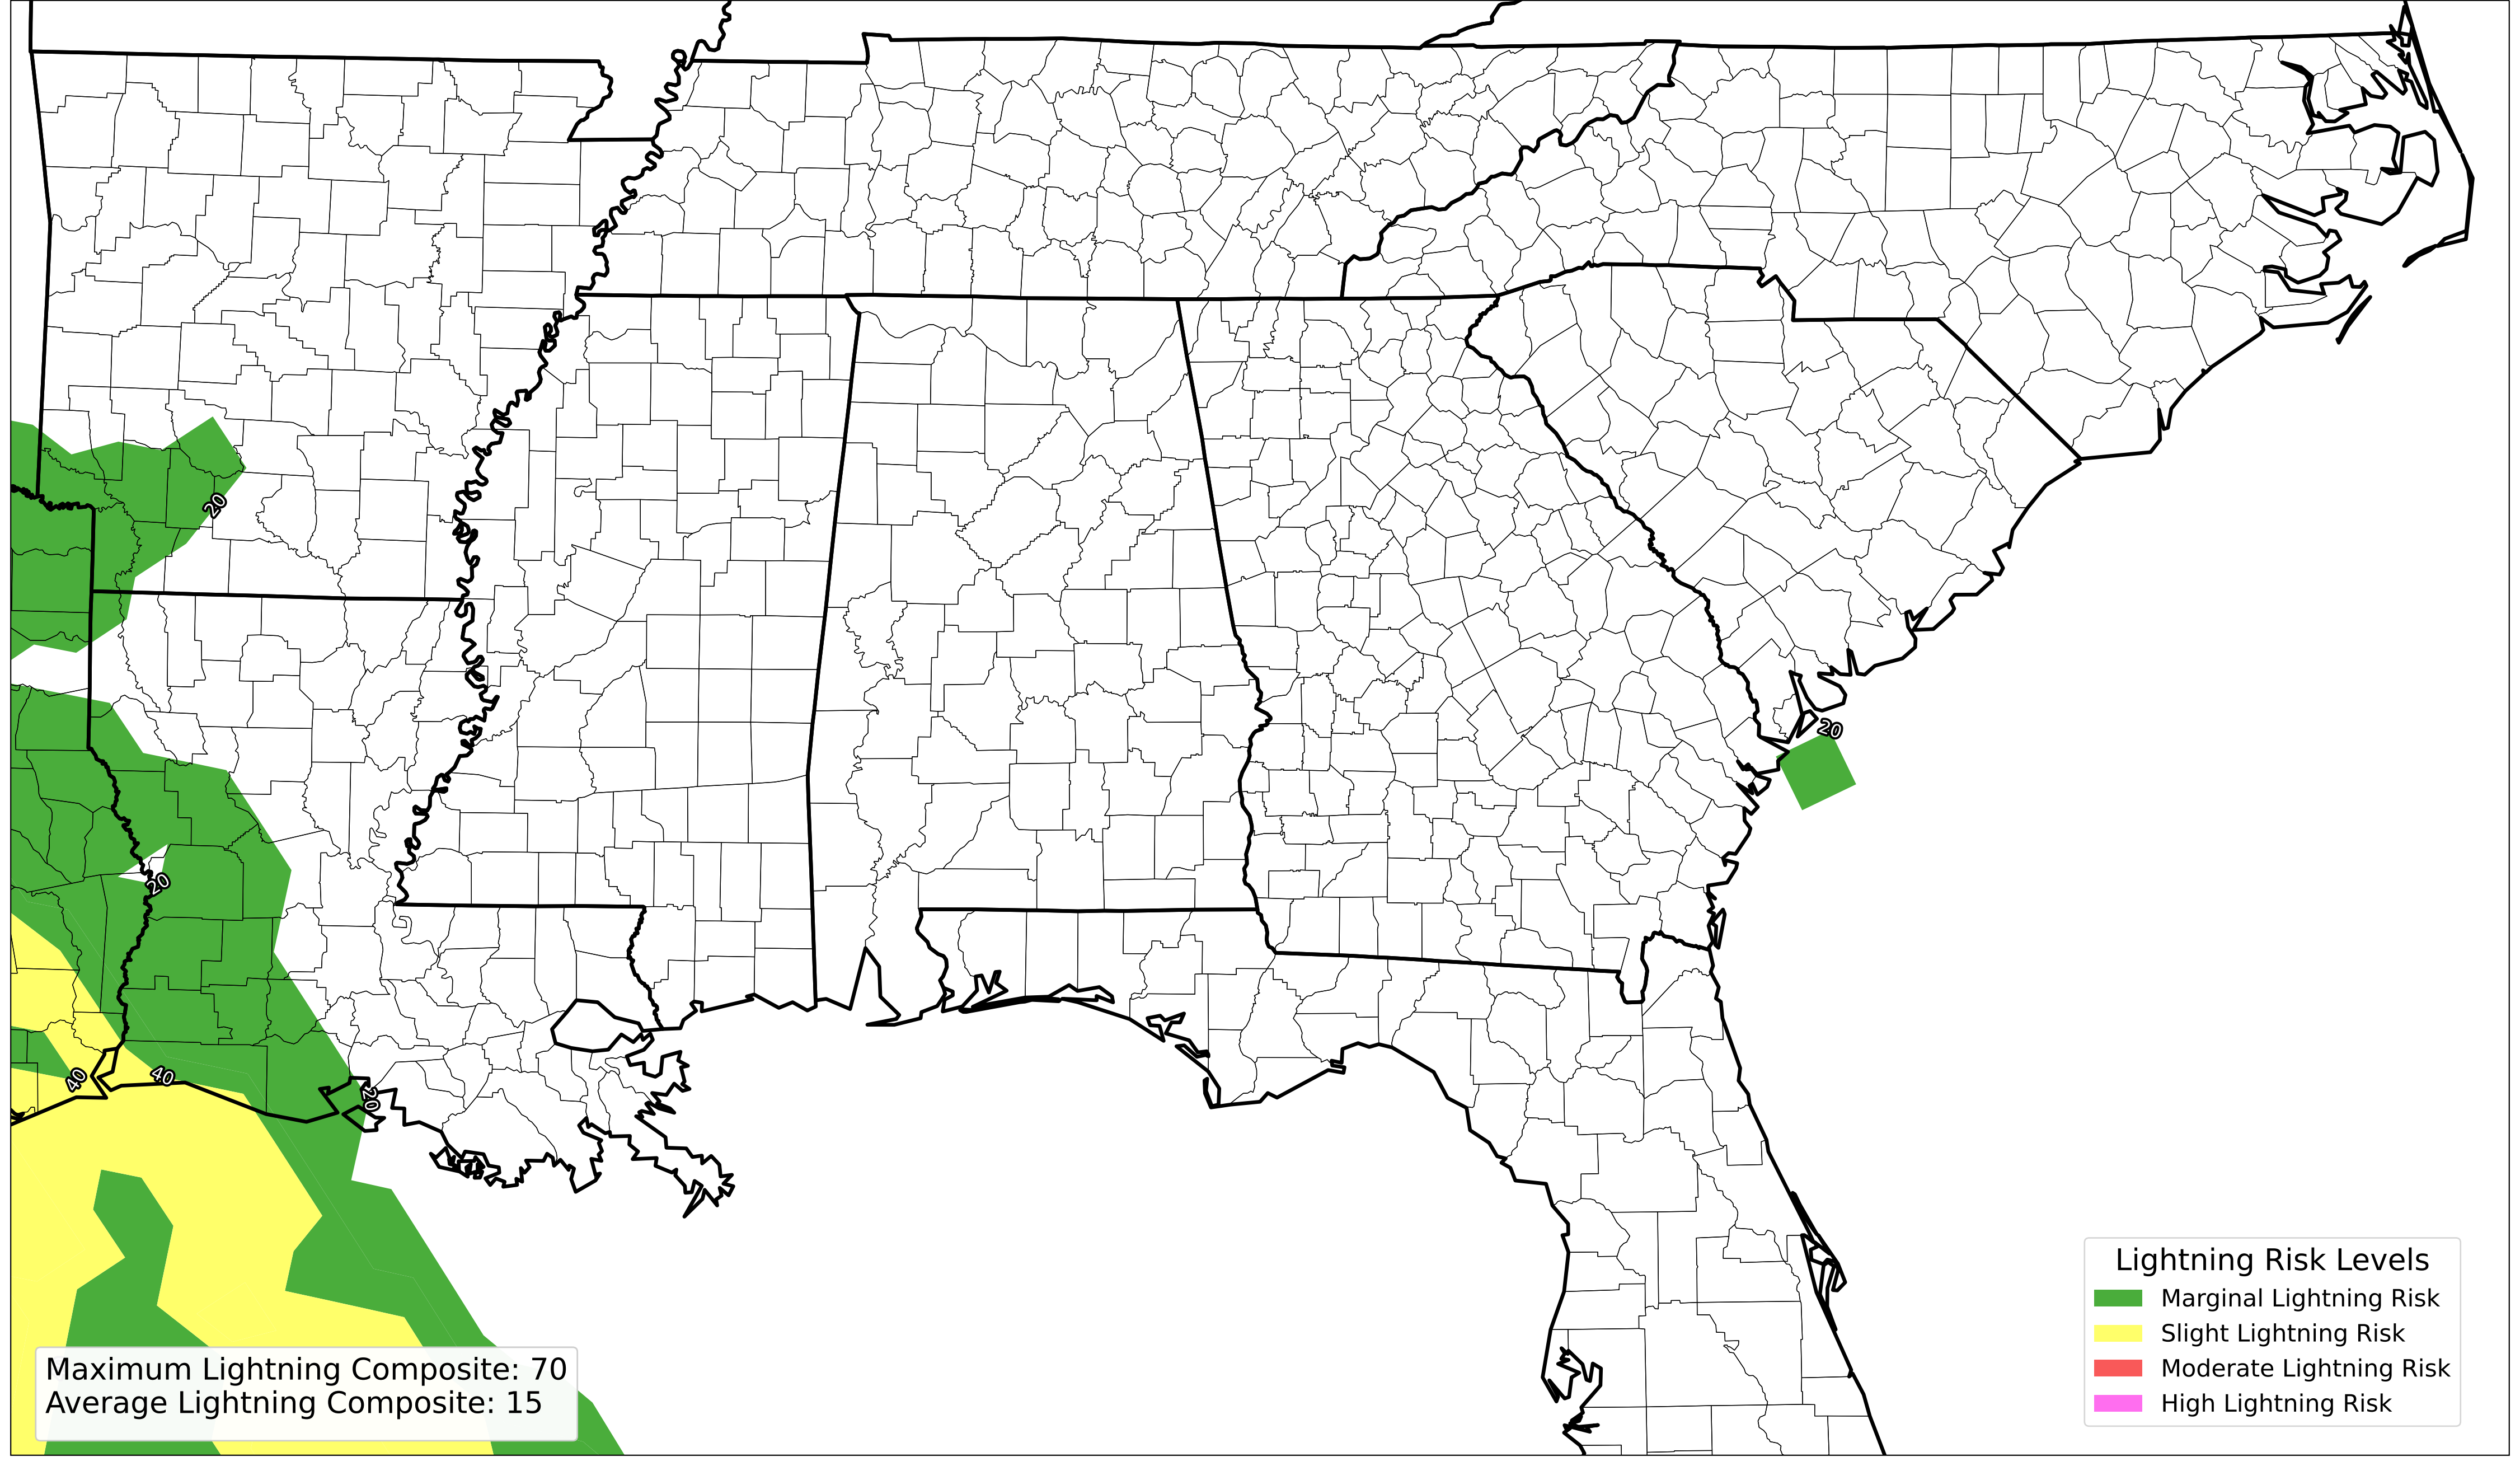 20
20
20
40
40
20
Lightning Risk Levels
Marginal Lightning Risk
Slight Lightning Risk
Moderate Lightning Risk
High Lightning Risk
Maximum Lightning Composite: 70
Average Lightning Composite: 15